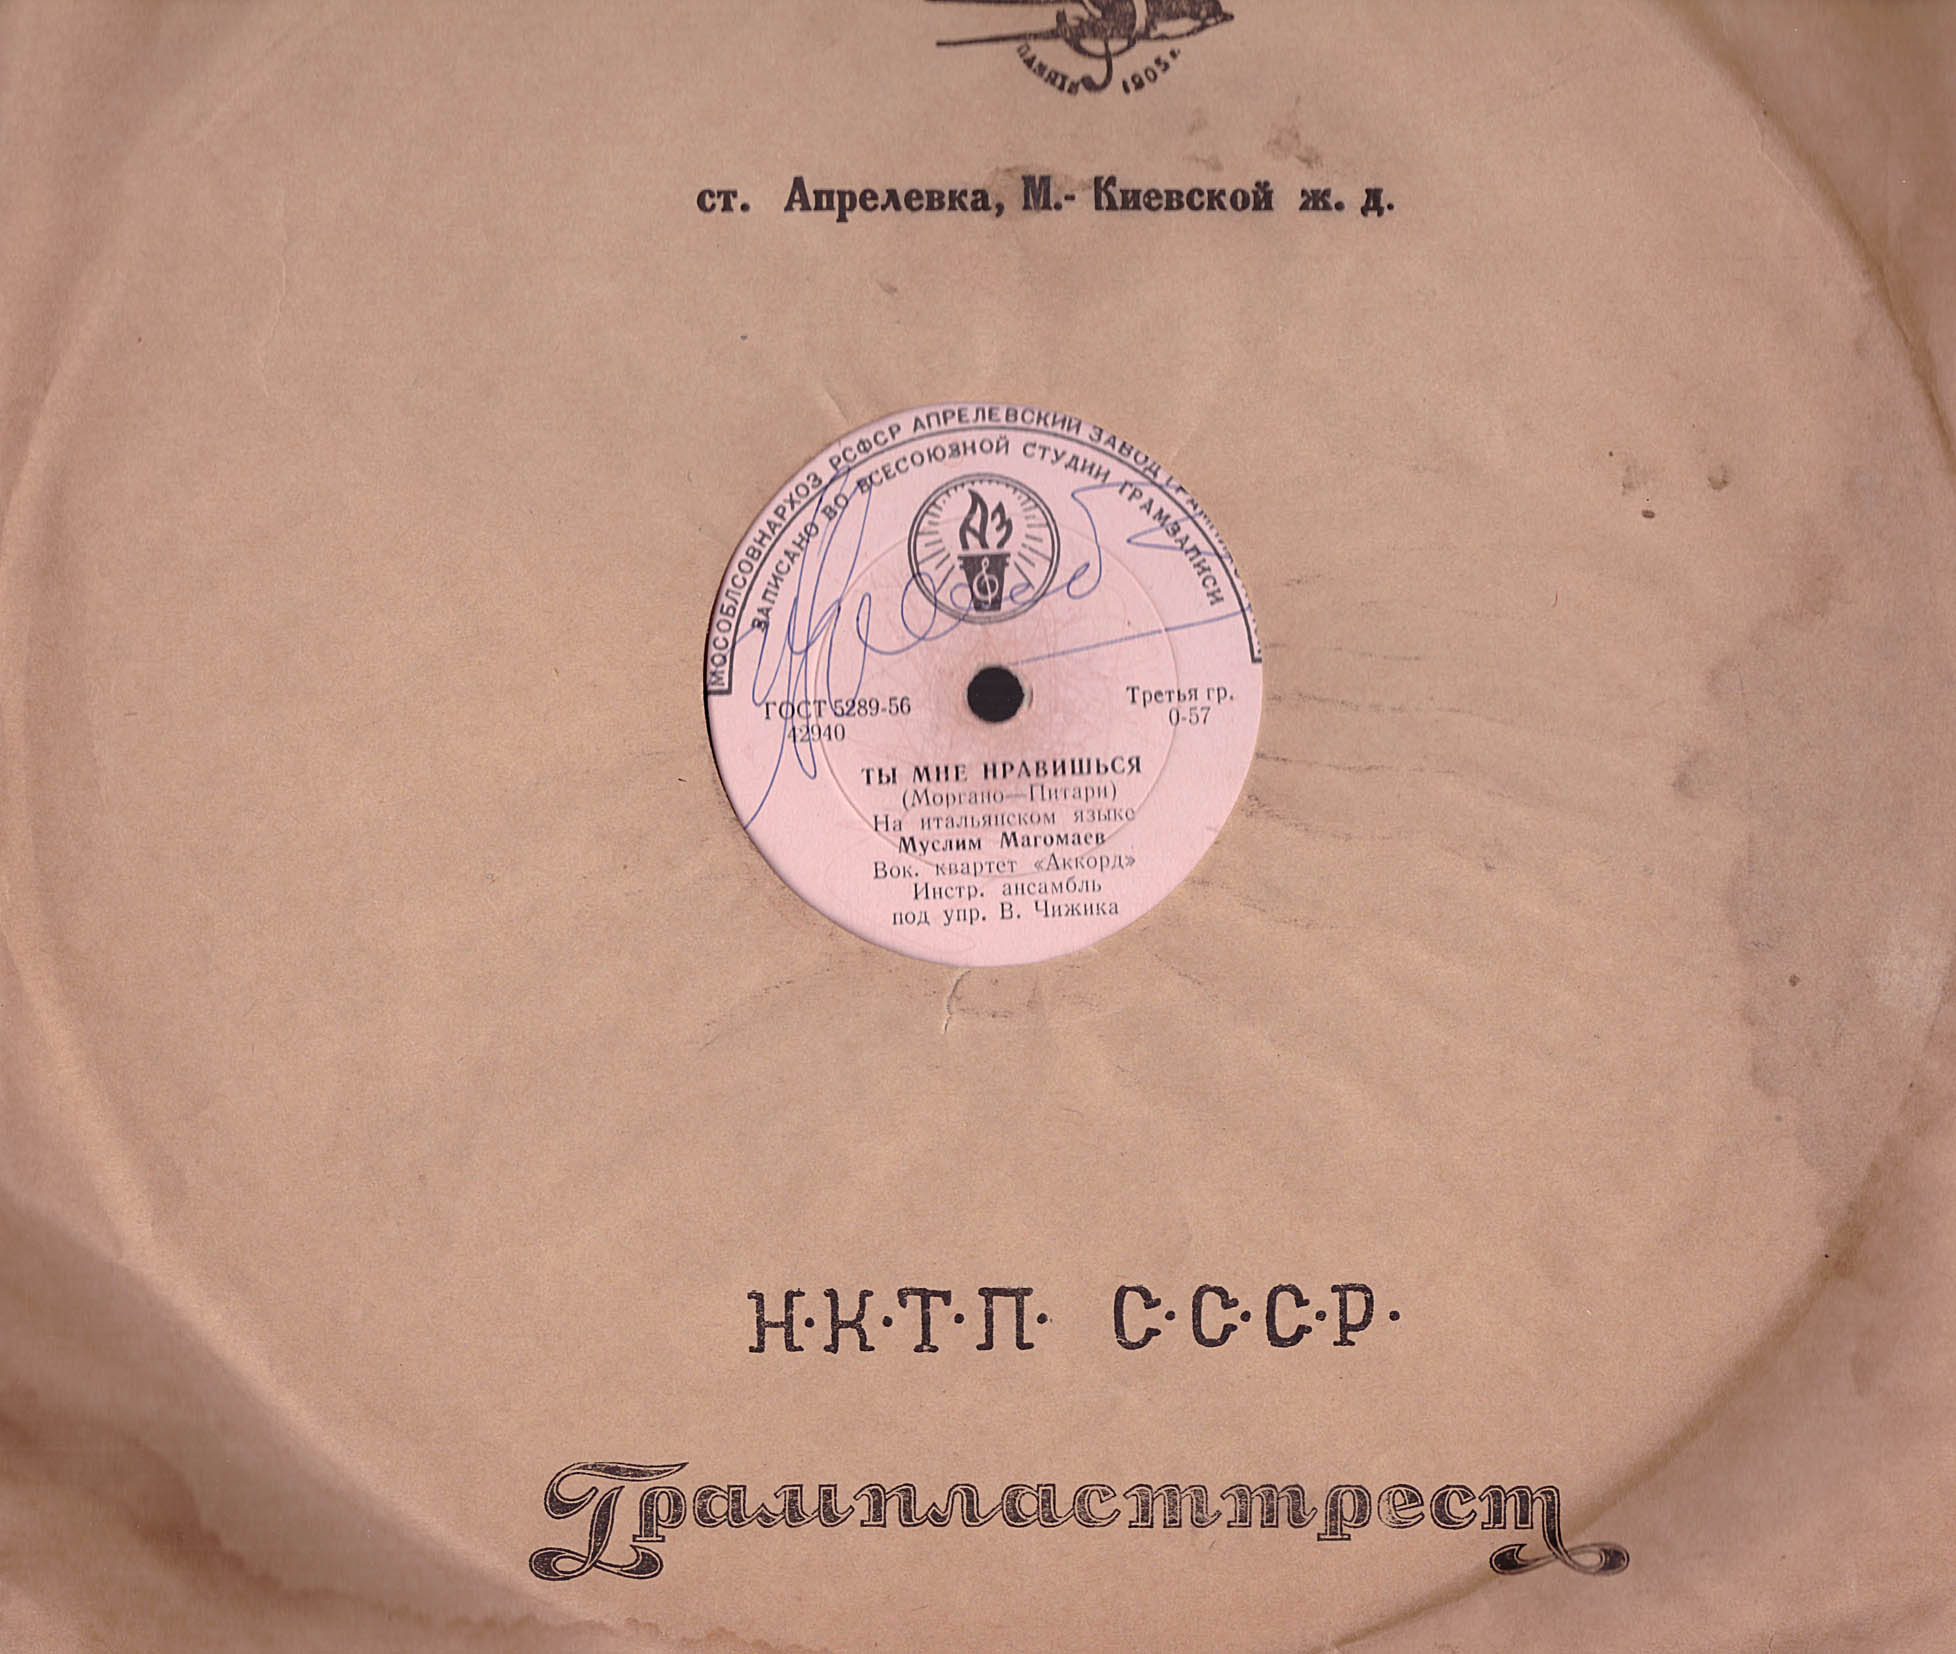 ПАМЯТИ 1905 г.
ст. Апрелевка, М.- Киевской ж. д.
МОСОБЛСОВНАРХОЗ РСФСР АПРЕЛЕВСКИЙ ЗАВОД
ЗАПИСАНО ВО ВСЕСОЮЗНОЙ СТУДИИ ГРАМЗАПИСИ
АЗ
ГОСТ 5289-56
42940
Третья гр.
0-57
ТЫ МНЕ НРАВИШЬСЯ
(Моргано—Питари)
На итальянском языке
Муслим Магомаев
Вок. квартет «Аккорд»
Инстр. ансамбль
под упр. В. Чижика
Н·К·Т·П· С·С·С·Р·
Грампласттрест